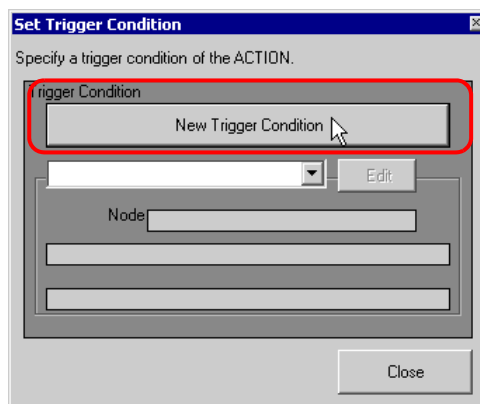 Set Trigger Condition
Specify a trigger condition of the ACTION.
Trigger Condition
New Trigger Condition
Edit
Node
Close